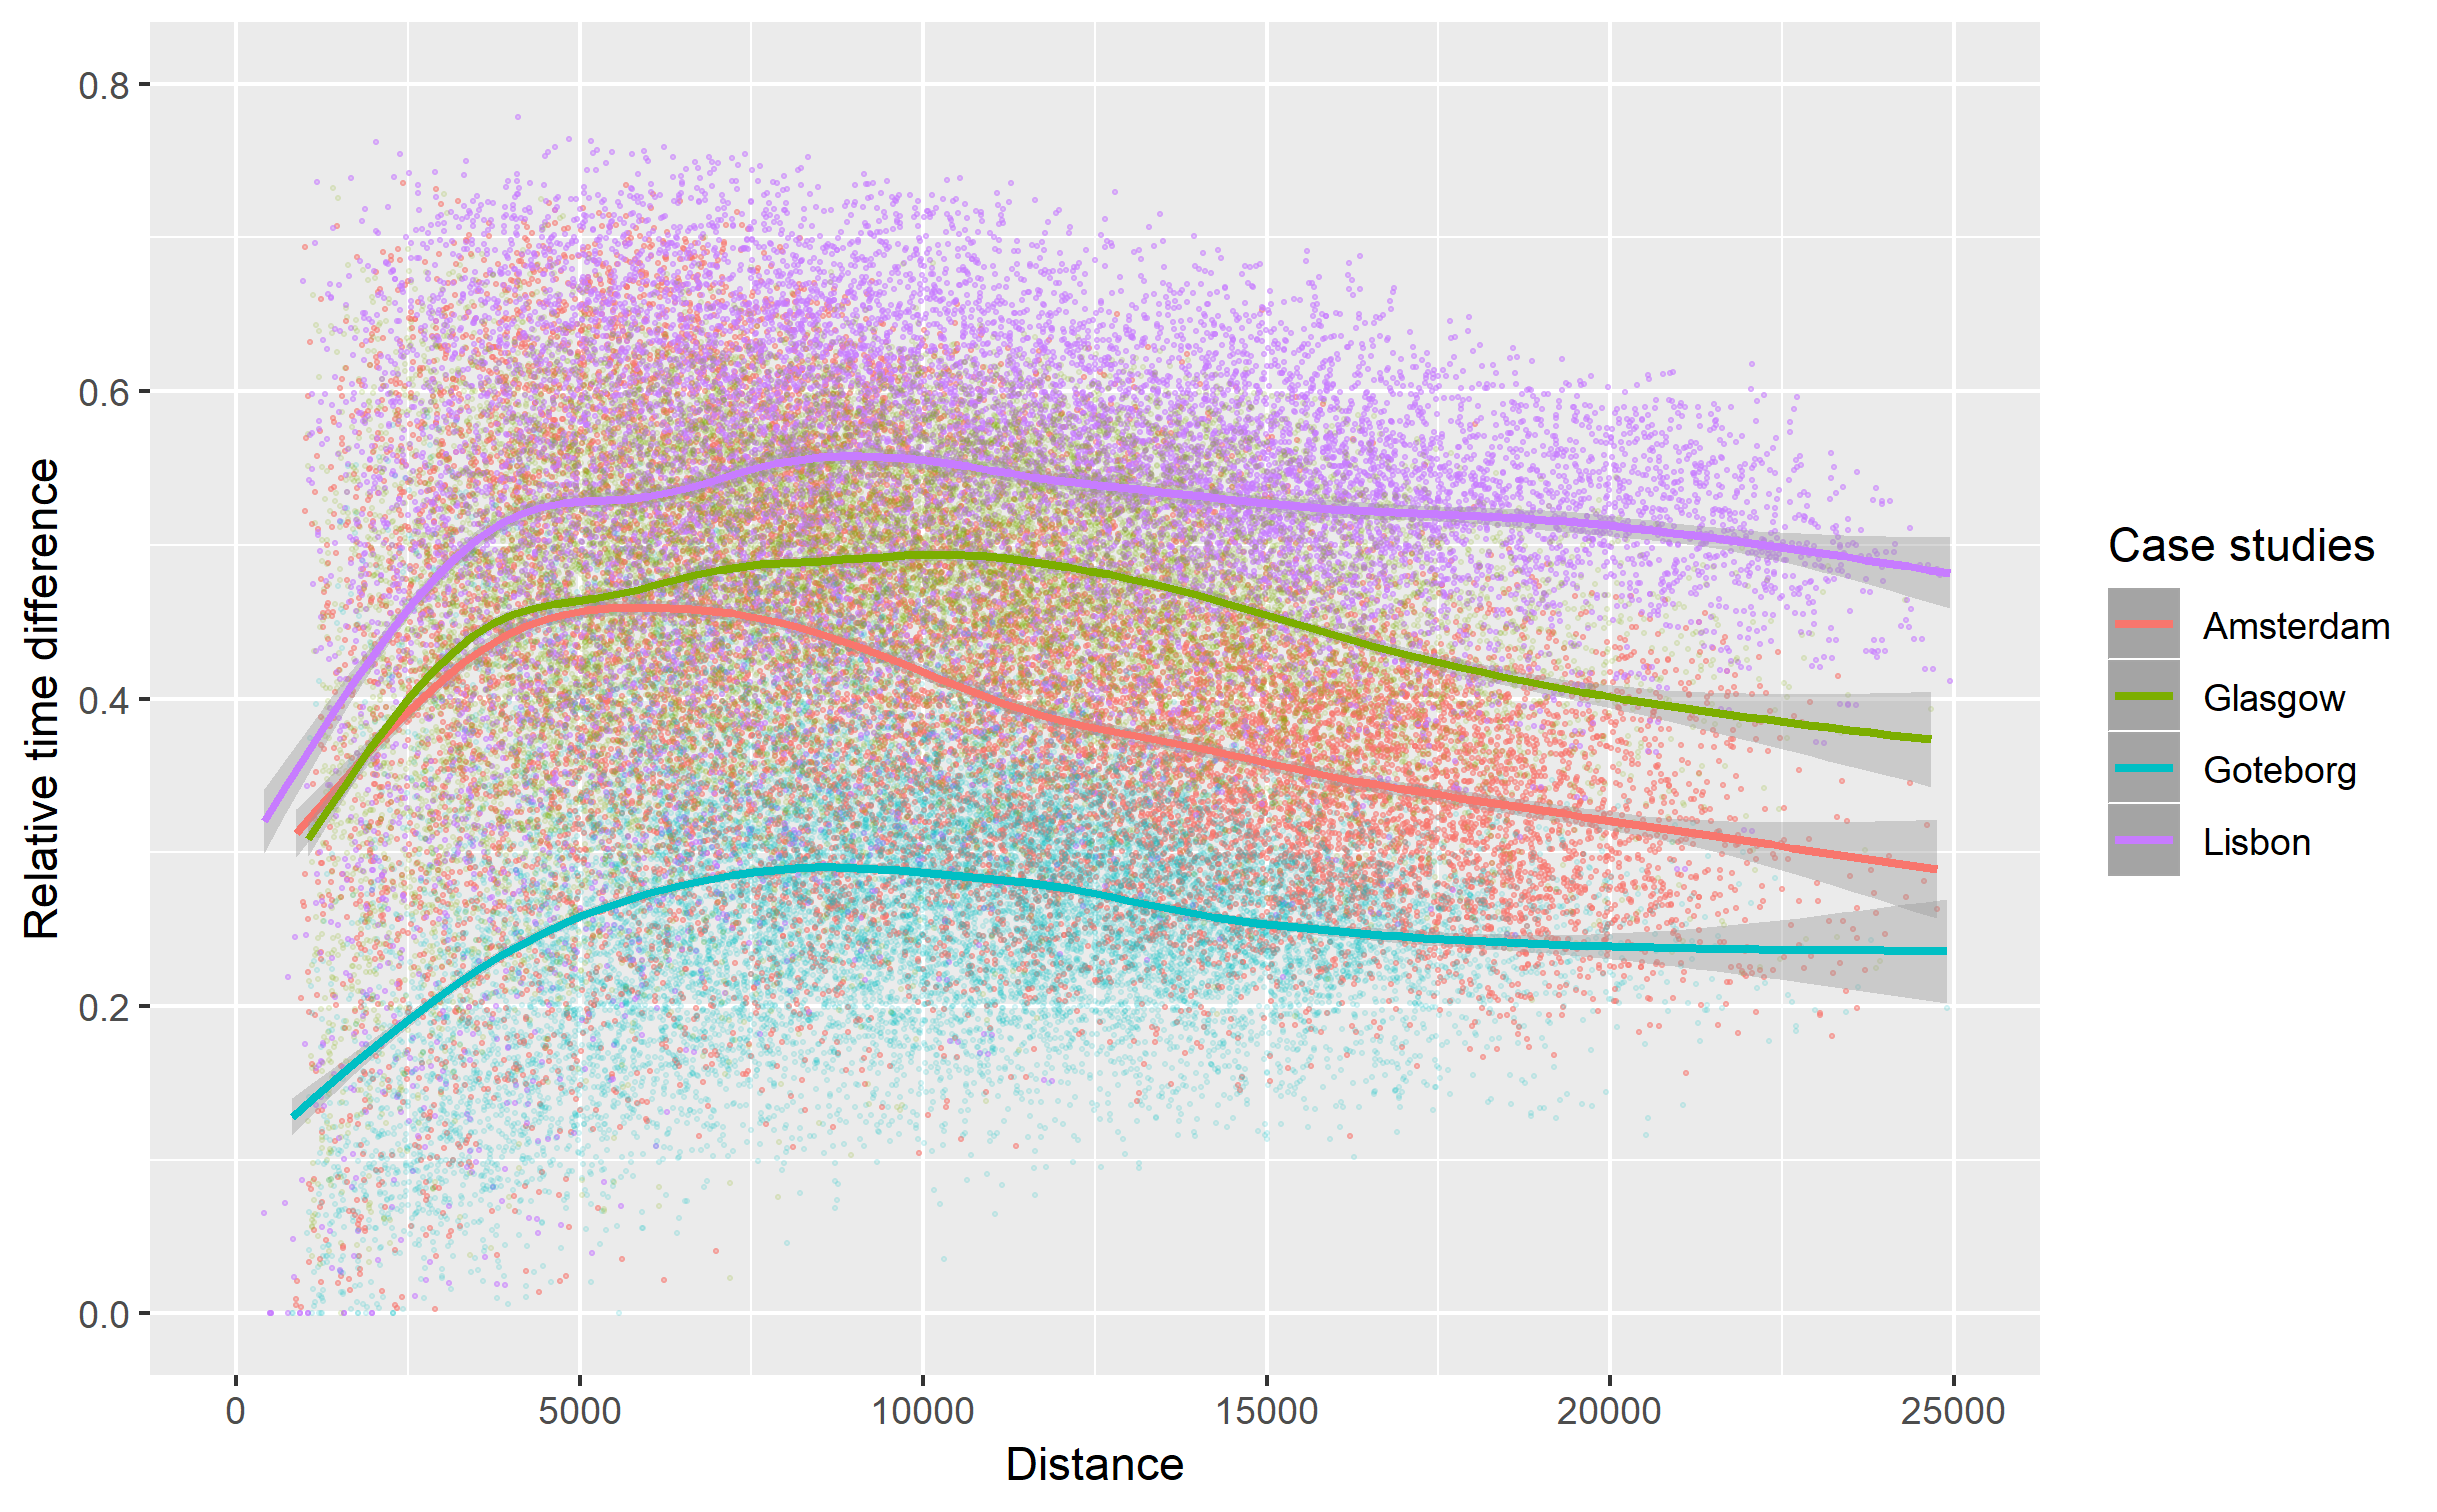 Relative time difference
0.8
0.6
0.4
0.2
0.0
0 5000 10000 15000 20000 25000
Distance
Case studies
Amsterdam
Glasgow
Goteborg
Lisbon